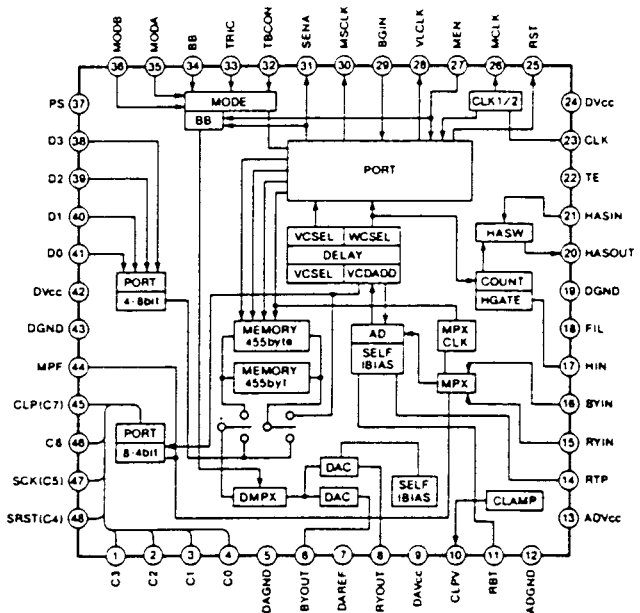 MODB
MODA
BB
TRIC
TBCON
SENA
MSCLK
BGIN
VLCLK
MEN
MCLK
RST
36
35
34
33
32
31
30
29
28
27
26
25
PS
37
MODE
CLK1/2
24
DVcc
BB
D3
38
23
CLK
PORT
D2
39
22
TE
D1
40
21
HASIN
VCSEL
WCSEL
HASW
D0
41
DELAY
20
HASOUT
PORT
VCSEL
VCDADD
COUNT
DVcc
42
4-8bit
HGATE
19
DGND
DGND
43
MEMORY
455byte
AD
MPX
CLK
18
FIL
SELF
IBIAS
MPF
44
MEMORY
455byt
MPX
17
HIN
CLP(C7)
45
16
BYIN
PORT
C6
46
8-4bit
15
RYIN
DAC
SELF
IBIAS
SCK(C5)
47
14
RTP
DMPX
DAC
CLAMP
SRST(C4)
48
13
ADVcc
1
2
3
4
5
6
7
8
9
10
11
12
C3
C2
C1
C0
DAGND
BYOUT
DAREF
RYOUT
DAVcc
CLPV
RBT
ADGND